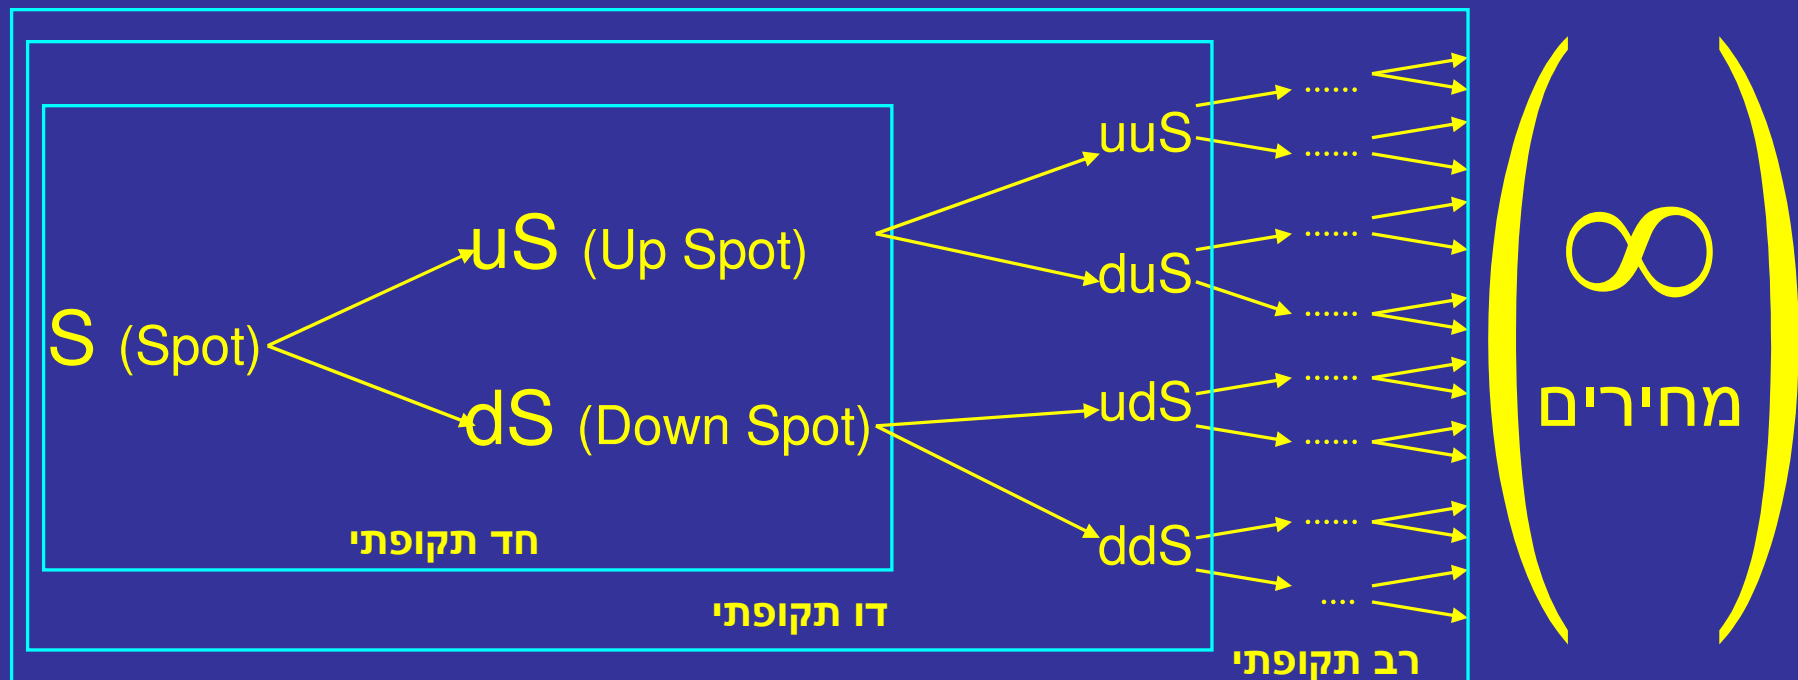 S (Spot)
uS (Up Spot)
dS (Down Spot)
חד תקופתי
uuS
duS
udS
ddS
דו תקופתי
......
......
......
......
......
......
......
....
רב תקופתי
∞
מחירים